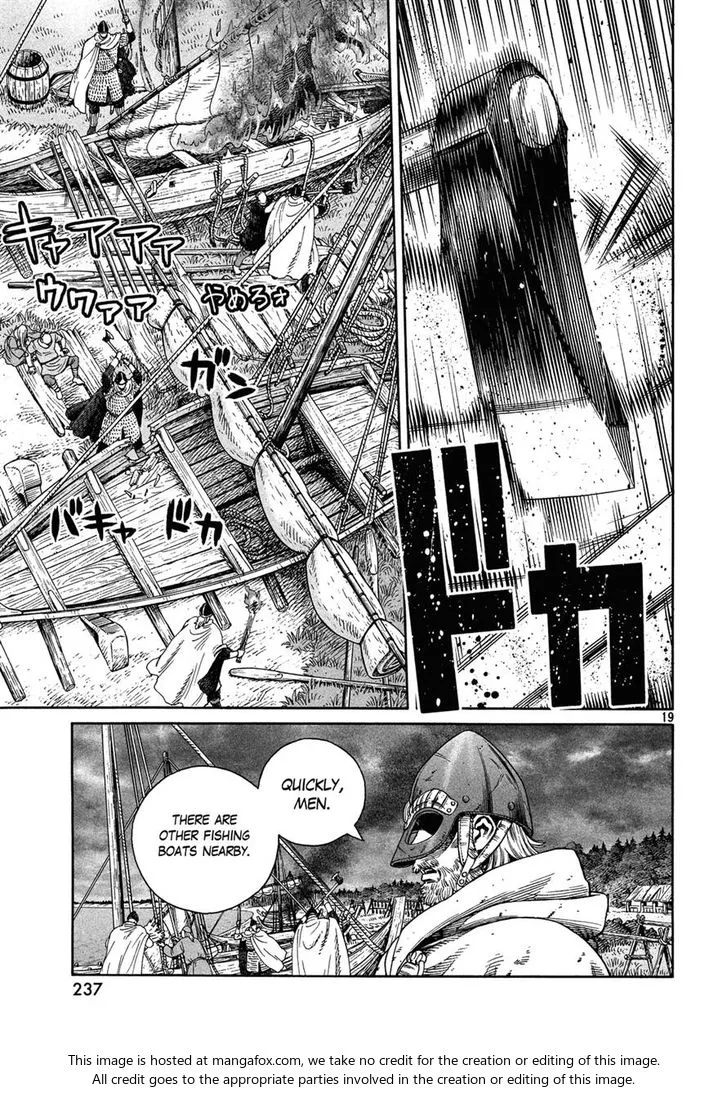 ドカ
キャアアア
ウワァァ
やめろぉ
ガン
バキャ
ドカ
19
QUICKLY,
MEN.
THERE ARE
OTHER FISHING
BOATS NEARBY.
237
This image is hosted at mangafox.com, we take no credit for the creation or editing of this image.
All credit goes to the appropriate parties involved in the creation or editing of this image.